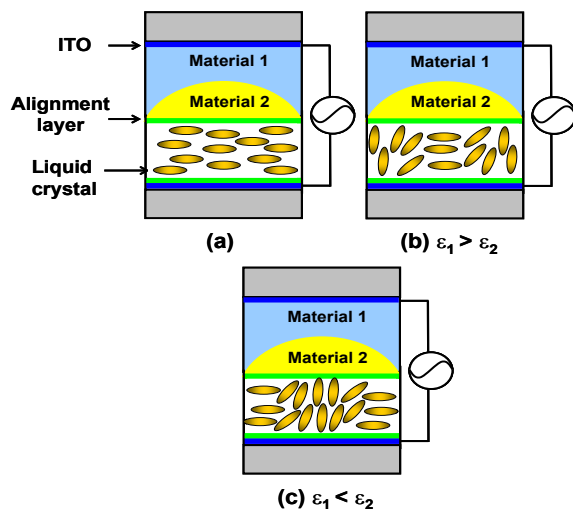 ITO
Material 1
Material 1
Alignment
layer
Material 2
Material 2
Liquid
crystal
(a)
(b) ε1 > ε2
Material 1
Material 2
(c) ε1 < ε2